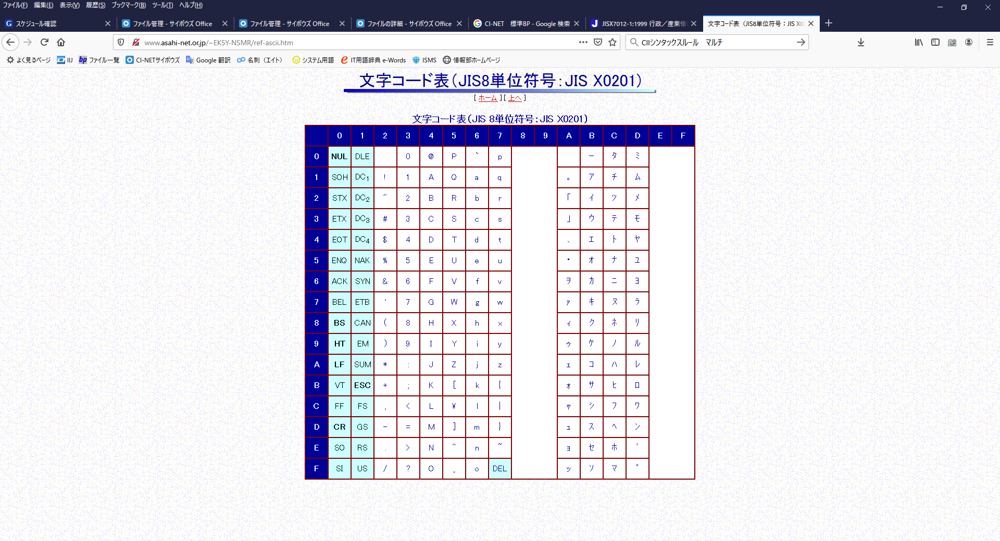 ファイル(F) 編集(E) 表示(V) 履歴(S) ブックマーク(B) ツール(T) ヘルプ(H)
スケジュール確認 ファイル管理 - サイボウズ Office ファイル管理 - サイボウズ Office ファイルの詳細 - サイボウズ Office CI-NET 標準BP - Google 検索 JISX7012-1:1999 行政／産業情 文字コード表（JIS8単位符号：JIS X0
www.asahi-net.or.jp/~EK5Y-NSMR/ref-ascii.htm CIIシンタックスルール マルチ
よく見るページ IIJ ファイル一覧 CI-NETサイボウズ Google 翻訳 名刺（エイト） システム用語 IT用語辞典 e-Words ISMS 情報部ホームページ
文字コード表（JIS8単位符号：JIS X0201）
[ ホーム ] [ 上へ ]
文字コード表（JIS 8単位符号：JIS X0201）
0 1 2 3 4 5 6 7 8 9 A B C D E F
0 NUL DLE 0 @ P ` p ｰ ﾀ ﾐ
1 SOH DC1 ! 1 A Q a q ｡ ｱ ﾁ ﾑ
2 STX DC2 ″ 2 B R b r ｢ ｲ ﾂ ﾒ
3 ETX DC3 # 3 C S c s ｣ ｳ ﾃ ﾓ
4 EOT DC4 $ 4 D T d t ､ ｴ ﾄ ﾔ
5 ENQ NAK % 5 E U e u ･ ｵ ﾅ ﾕ
6 ACK SYN & 6 F V f v ｦ ｶ ﾆ ﾖ
7 BEL ETB ′ 7 G W g w ｧ ｷ ﾇ ﾗ
8 BS CAN ( 8 H X h x ｨ ｸ ﾈ ﾘ
9 HT EM ) 9 I Y i y ｩ ｹ ﾉ ﾙ
A LF SUM * : J Z j z ｪ ｺ ﾊ ﾚ
B VT ESC + ; K [ k { ｫ ｻ ﾋ ﾛ
C FF FS , < L ¥ l | ｬ ｼ ﾌ ﾜ
D CR GS - = M ] m } ｭ ｽ ﾍ ﾝ
E SO RS . > N ^ n ~ ｮ ｾ ﾎ ﾞ
F SI US / ? O _ o DEL ｯ ｿ ﾏ ﾟ